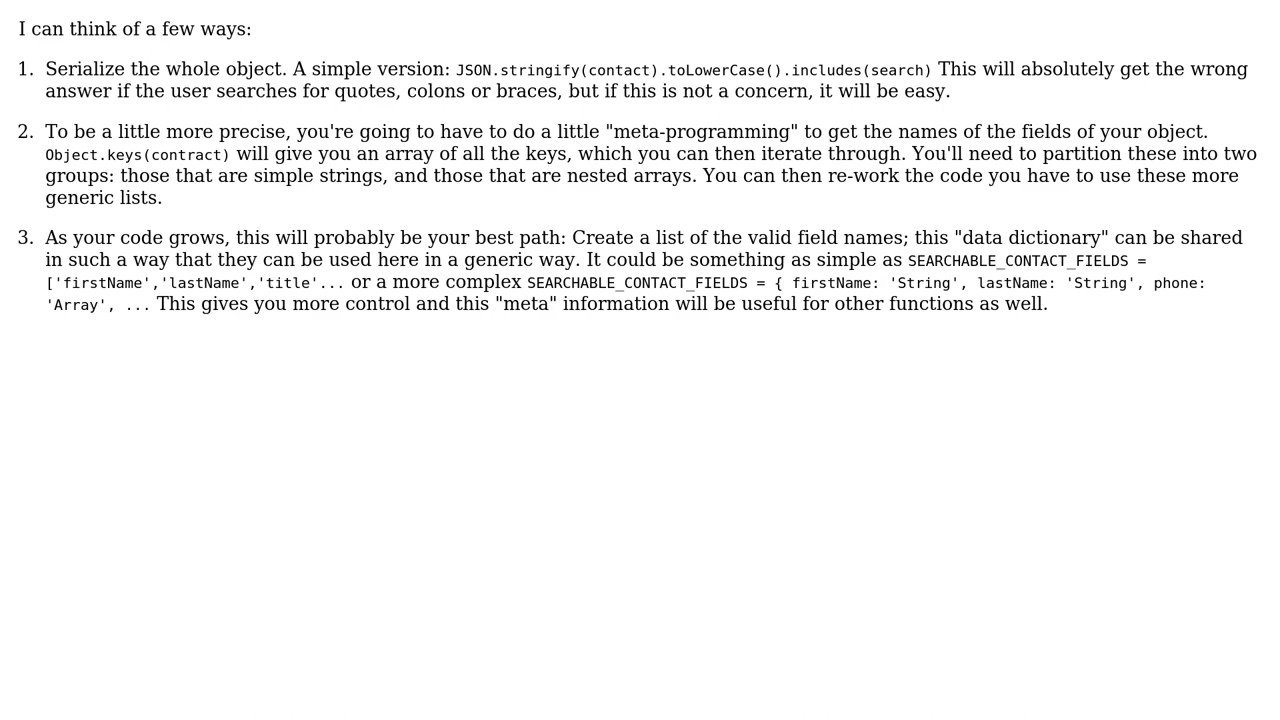 I can think of a few ways:
1. Serialize the whole object. A simple version: JSON.stringify(contact).toLowerCase().includes(search) This will absolutely get the wrong
answer if the user searches for quotes, colons or braces, but if this is not a concern, it will be easy.
2. To be a little more precise, you're going to have to do a little "meta-programming" to get the names of the fields of your object.
Object.keys(contract) will give you an array of all the keys, which you can then iterate through. You'll need to partition these into two
groups: those that are simple strings, and those that are nested arrays. You can then re-work the code you have to use these more
generic lists.
3. As your code grows, this will probably be your best path: Create a list of the valid field names; this "data dictionary" can be shared
in such a way that they can be used here in a generic way. It could be something as simple as SEARCHABLE_CONTACT_FIELDS =
['firstName','lastName','title'... or a more complex SEARCHABLE_CONTACT_FIELDS = { firstName: 'String', lastName: 'String', phone:
'Array', ... This gives you more control and this "meta" information will be useful for other functions as well.